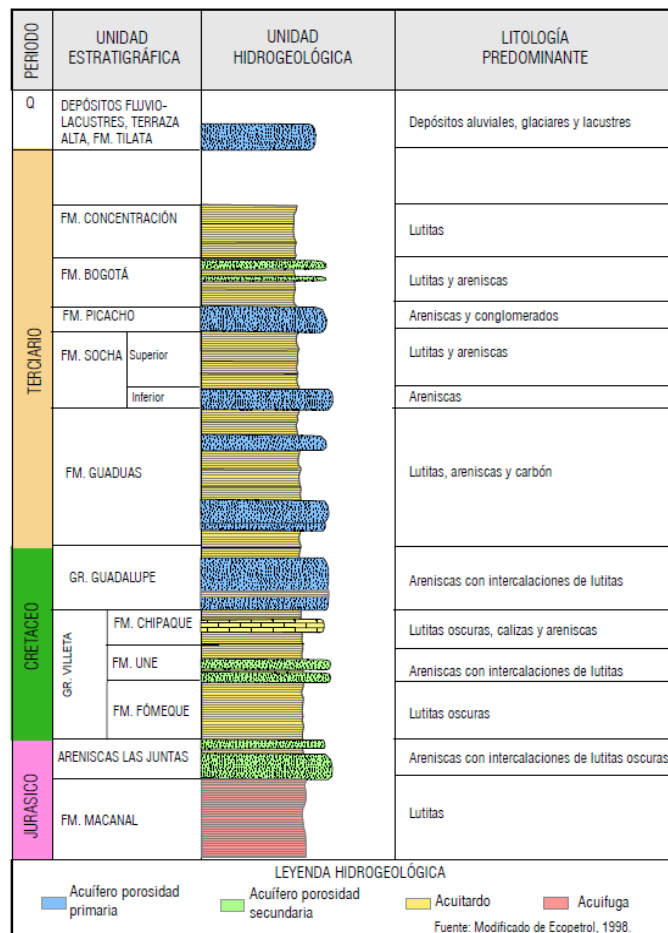 PERIODO
UNIDAD
ESTRATIGRÁFICA
UNIDAD
HIDROGEOLÓGICA
LITOLOGÍA
PREDOMINANTE
Q
DEPÓSITOS FLUVIO-
LACUSTRES, TERRAZA
ALTA, FM. TILATA
Depósitos aluviales, glaciares y lacustres
TERCIARIO
FM. CONCENTRACIÓN
Lutitas
FM. BOGOTÁ
Lutitas y areniscas
FM. PICACHO
Areniscas y conglomerados
FM. SOCHA
Superior
Lutitas y areniscas
Inferior
Areniscas
FM. GUADUAS
Lutitas, areniscas y carbón
CRETACEO
GR. GUADALUPE
Areniscas con intercalaciones de lutitas
GR. VILLETA
FM. CHIPAQUE
Lutitas oscuras, calizas y areniscas
FM. UNE
Areniscas con intercalaciones de lutitas
FM. FÓMEQUE
Lutitas oscuras
JURASICO
ARENISCAS LAS JUNTAS
Areniscas con intercalaciones de lutitas oscuras
FM. MACANAL
Lutitas
LEYENDA HIDROGEOLÓGICA
Acuífero porosidad
primaria
Acuífero porosidad
secundaria
Acuitardo
Acuifuga
Fuente: Modificado de Ecopetrol, 1998.